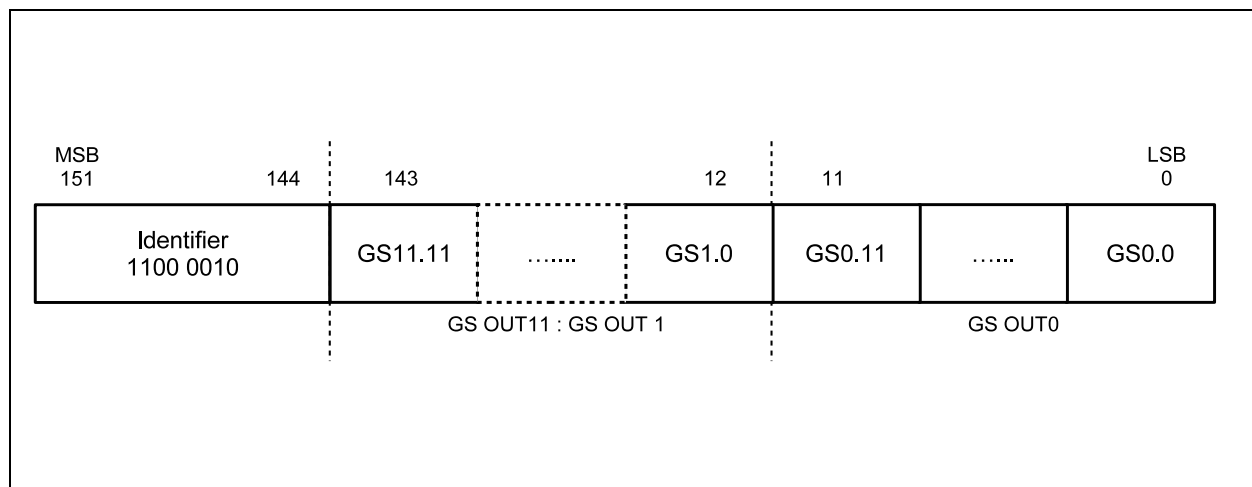 MSB
LSB
151
144
143
12
11
0
Identifier
1100 0010
GS11.11
…....
GS1.0
GS0.11
…...
GS0.0
GS OUT11 : GS OUT 1
GS OUT0